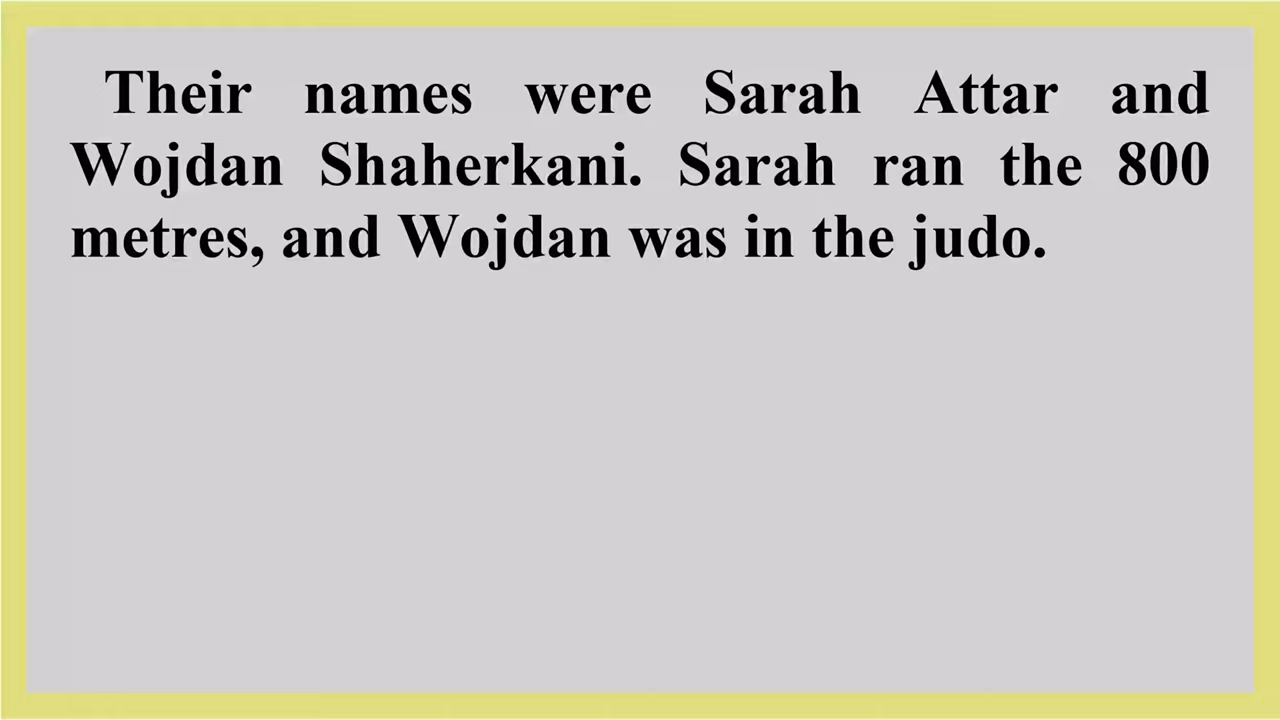 Their names were Sarah Attar and
Wojdan Shaherkani. Sarah ran the 800
metres, and Wojdan was in the judo.